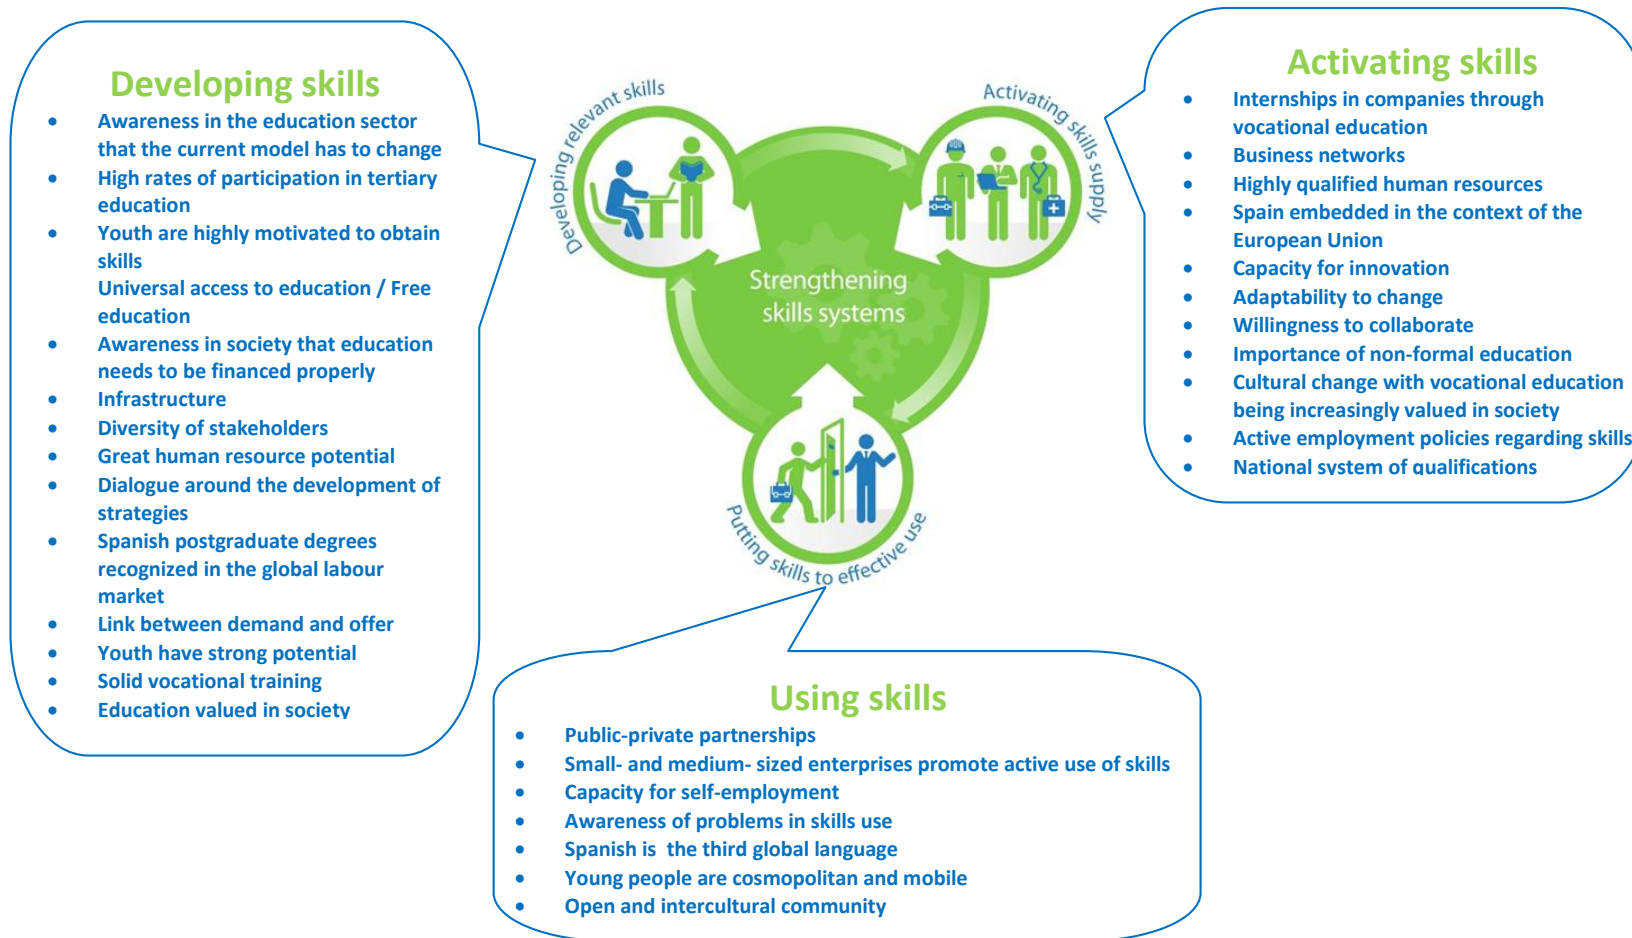 Developing skills
• Awareness in the education sector
that the current model has to change
• High rates of participation in tertiary
education
• Youth are highly motivated to obtain
skills
Universal access to education / Free
education
• Awareness in society that education
needs to be financed properly
• Infrastructure
• Diversity of stakeholders
• Great human resource potential
• Dialogue around the development of
strategies
• Spanish postgraduate degrees
recognized in the global labour
market
• Link between demand and offer
• Youth have strong potential
• Solid vocational training
• Education valued in society
Developing relevant skills
Activating skills supply
Strengthening
skills systems
Putting skills to effective use
Activating skills
• Internships in companies through
vocational education
• Business networks
• Highly qualified human resources
• Spain embedded in the context of the
European Union
• Capacity for innovation
• Adaptability to change
• Willingness to collaborate
• Importance of non-formal education
• Cultural change with vocational education
being increasingly valued in society
• Active employment policies regarding skills
• National system of qualifications
Using skills
• Public-private partnerships
• Small- and medium- sized enterprises promote active use of skills
• Capacity for self-employment
• Awareness of problems in skills use
• Spanish is  the third global language
• Young people are cosmopolitan and mobile
• Open and intercultural community